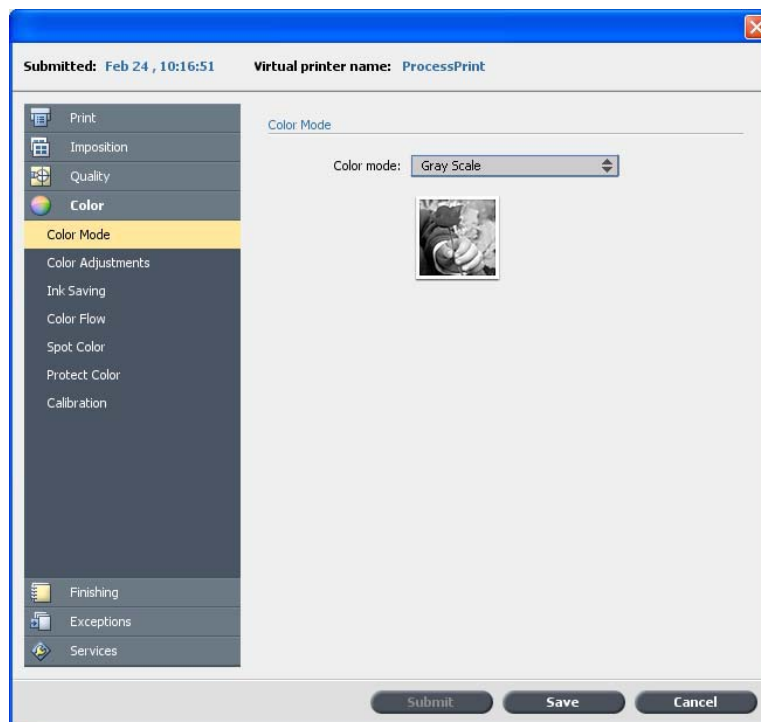 Submitted: Feb 24 , 10:16:51 Virtual printer name: ProcessPrint
Print
Imposition
Quality
Color
Color Mode
Color Adjustments
Ink Saving
Color Flow
Spot Color
Protect Color
Calibration
Finishing
Exceptions
Services
Color Mode
Color mode: Gray Scale
Submit Save Cancel